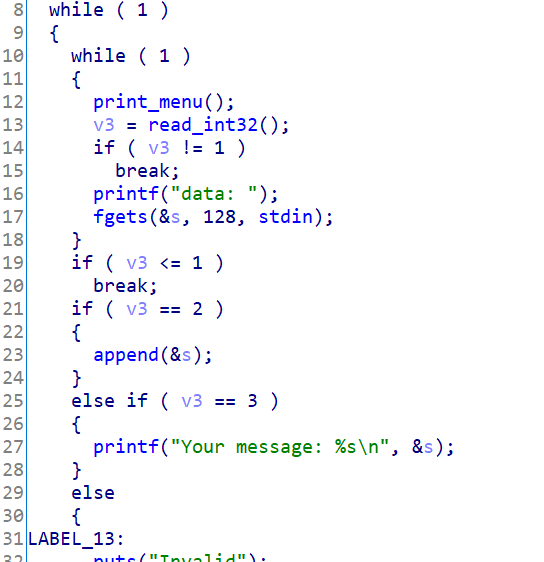 8 while ( 1 )
9 {
10 while ( 1 )
11 {
12 print_menu();
13 v3 = read_int32();
14 if ( v3 != 1 )
15 break;
16 printf("data: ");
17 fgets(&s, 128, stdin);
18 }
19 if ( v3 <= 1 )
20 break;
21 if ( v3 == 2 )
22 {
23 append(&s);
24 }
25 else if ( v3 == 3 )
26 {
27 printf("Your message: %s\n", &s);
28 }
29 else
30 {
31 LABEL_13:
32 puts("Invalid");